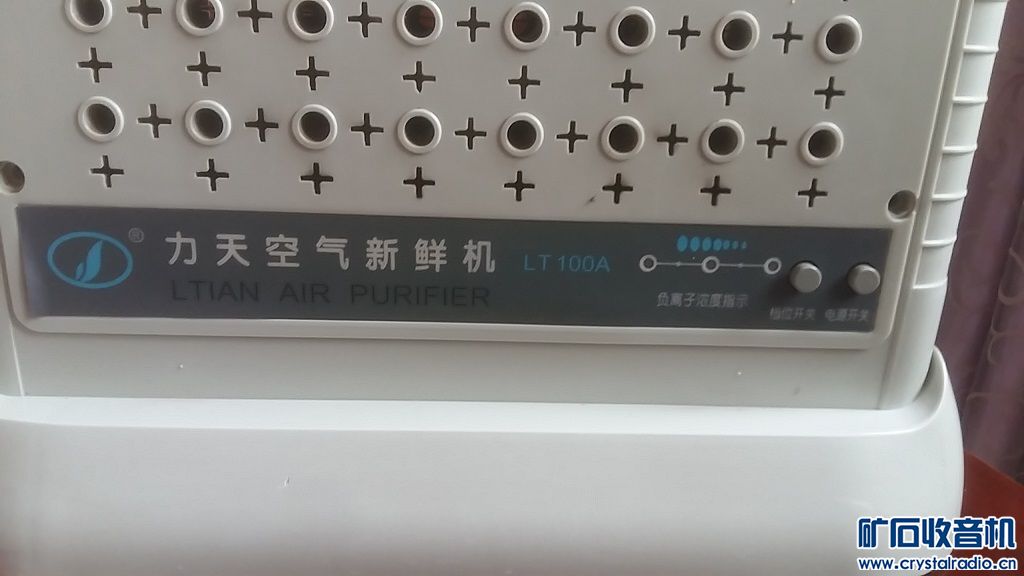 ®
力天空气新鲜机 LT100A
LTIAN AIR PURIFIER
负离子浓度指示
档位开关 电源开关
矿石收音机
www.crystalradio.cn